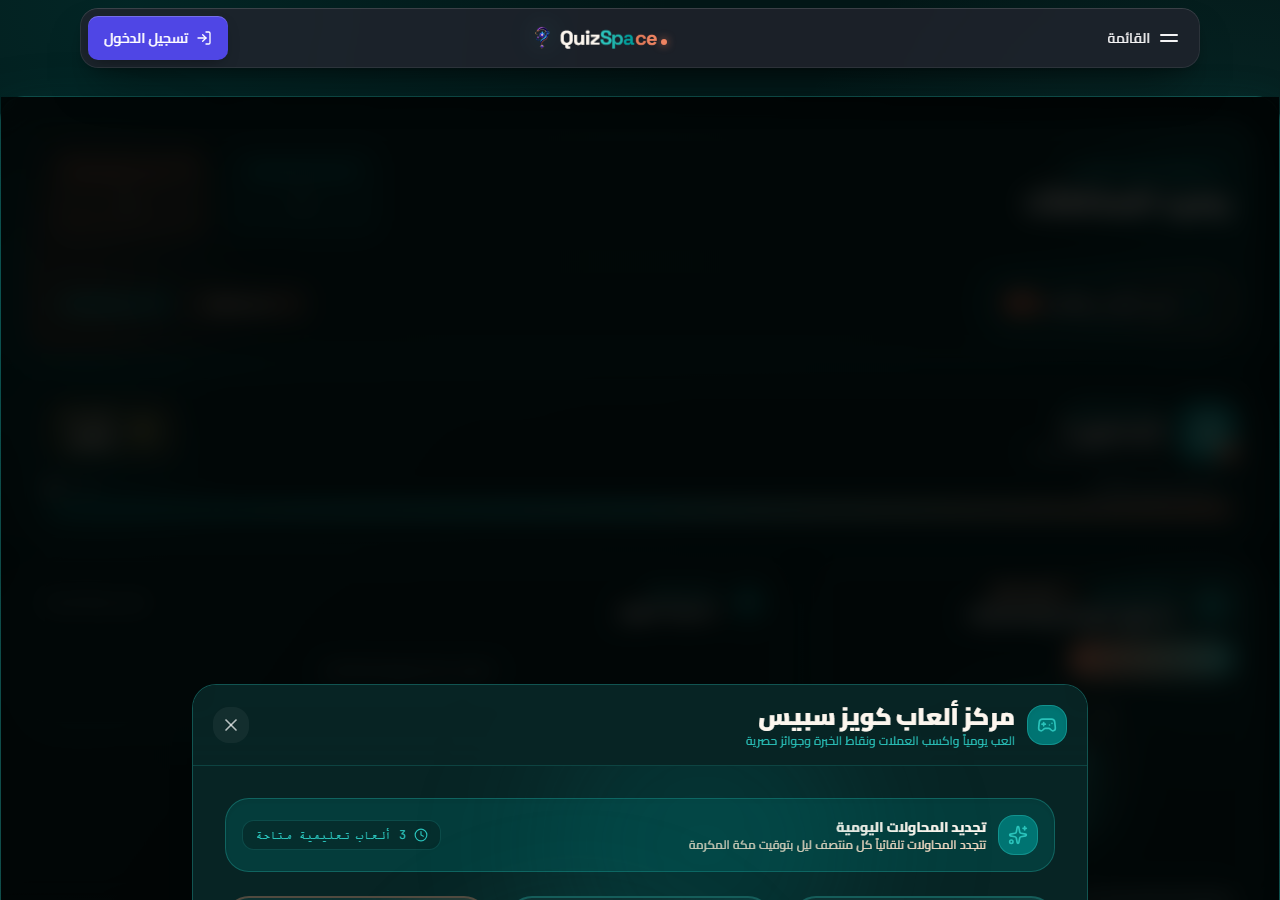 القائمة
QuizSpace
تسجيل الدخول
مركز ألعاب كويز سبيس
العب يومياً واكسب العملات ونقاط الخبرة وجوائز حصرية
تجديد المحاولات اليومية
تتجدد المحاولات تلقائياً كل منتصف ليل بتوقيت مكة المكرمة
3 ألعاب تعليمية متاحة